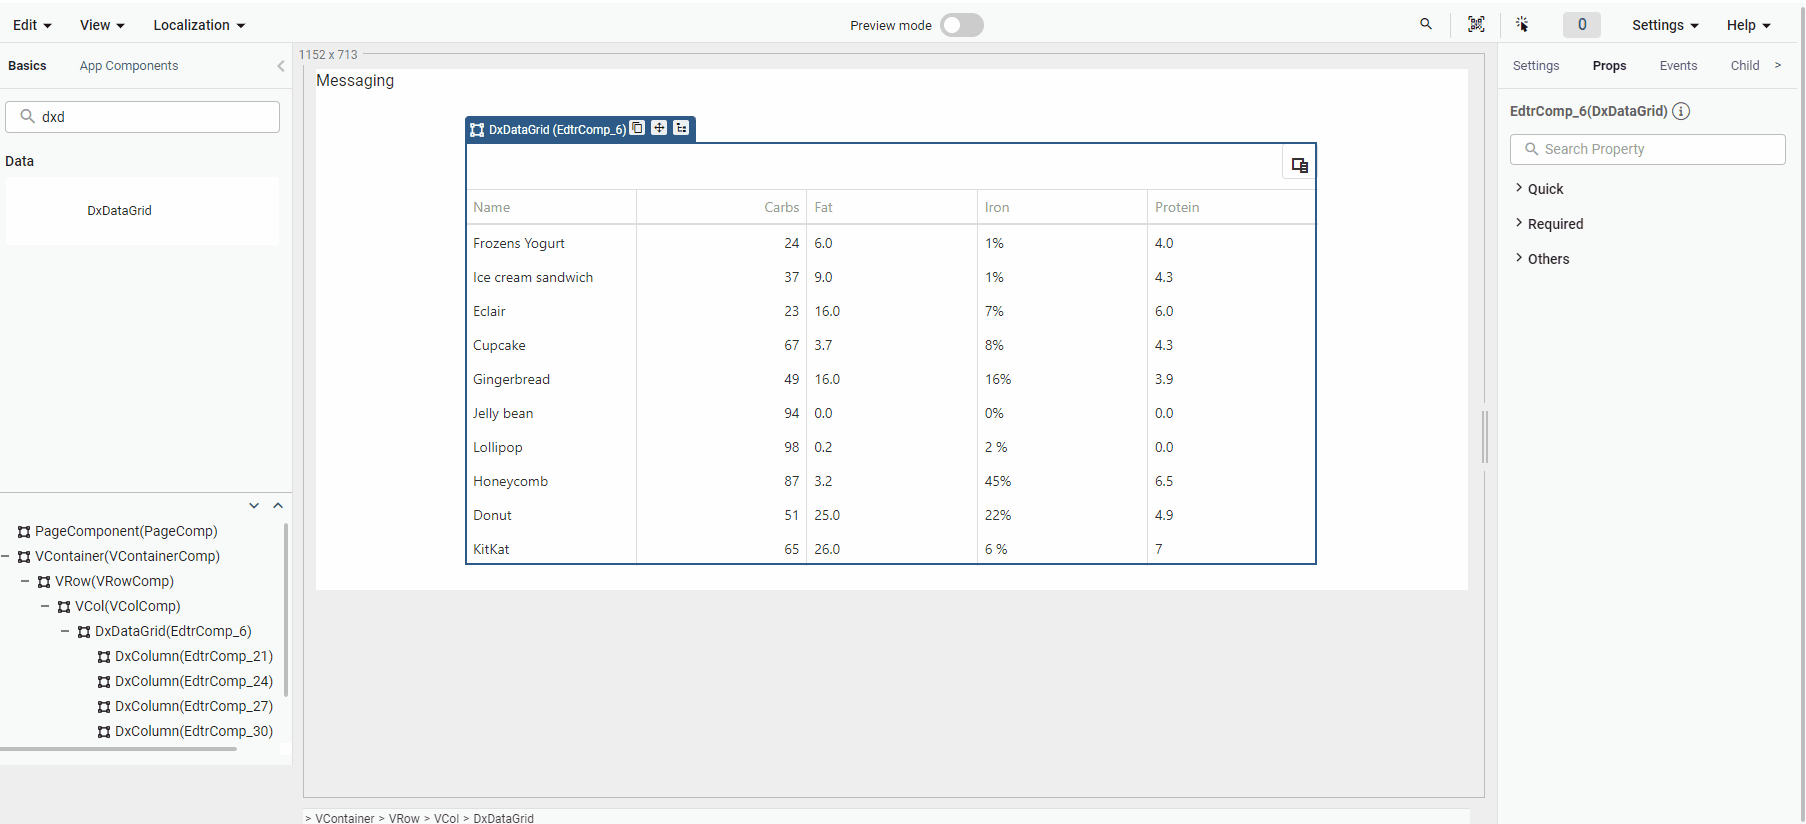 Edit View Localization Preview mode 0 Settings Help
Basics App Components
dxd
Data
DxDataGrid
PageComponent(PageComp)
VContainer(VContainerComp)
VRow(VRowComp)
VCol(VColComp)
DxDataGrid(EdtrComp_6)
DxColumn(EdtrComp_21)
DxColumn(EdtrComp_24)
DxColumn(EdtrComp_27)
DxColumn(EdtrComp_30)
1152 x 713
Messaging
DxDataGrid (EdtrComp_6)
Name Carbs Fat Iron Protein
Frozens Yogurt 24 6.0 1% 4.0
Ice cream sandwich 37 9.0 1% 4.3
Eclair 23 16.0 7% 6.0
Cupcake 67 3.7 8% 4.3
Gingerbread 49 16.0 16% 3.9
Jelly bean 94 0.0 0% 0.0
Lollipop 98 0.2 2 % 0.0
Honeycomb 87 3.2 45% 6.5
Donut 51 25.0 22% 4.9
KitKat 65 26.0 6 % 7
> VContainer > VRow > VCol > DxDataGrid
Settings Props Events Child >
EdtrComp_6(DxDataGrid)
Search Property
Quick
Required
Others